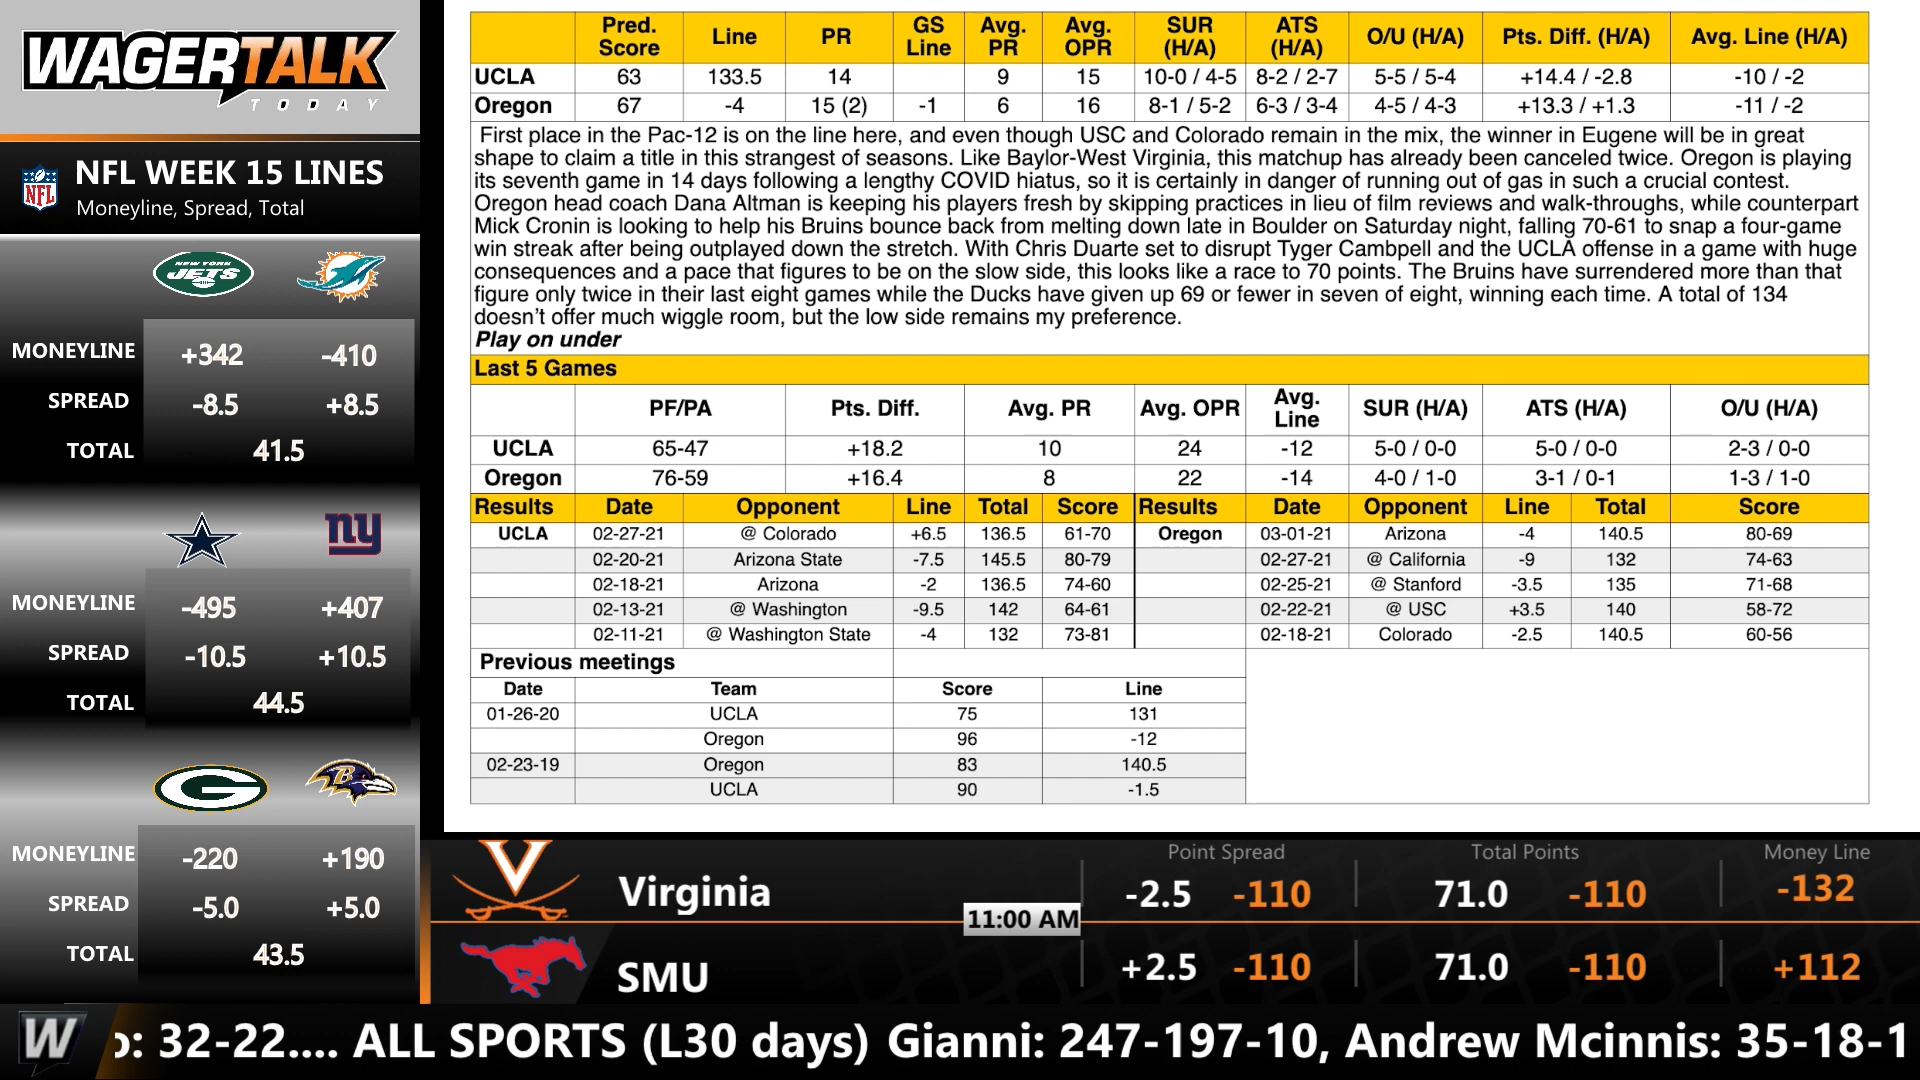 WAGERTALK
TODAY
NFL WEEK 15 LINES
Moneyline, Spread, Total
NFL
NEW YORK
JETS
MONEYLINE +342 -410
SPREAD -8.5 +8.5
TOTAL 41.5
ny
MONEYLINE -495 +407
SPREAD -10.5 +10.5
TOTAL 44.5
G B
MONEYLINE -220 +190
SPREAD -5.0 +5.0
TOTAL 43.5
Pred. Score Line PR GS Line Avg. PR Avg. OPR SUR (H/A) ATS (H/A) O/U (H/A) Pts. Diff. (H/A) Avg. Line (H/A)
UCLA 63 133.5 14 9 15 10-0 / 4-5 8-2 / 2-7 5-5 / 5-4 +14.4 / -2.8 -10 / -2
Oregon 67 -4 15 (2) -1 6 16 8-1 / 5-2 6-3 / 3-4 4-5 / 4-3 +13.3 / +1.3 -11 / -2
First place in the Pac-12 is on the line here, and even though USC and Colorado remain in the mix, the winner in Eugene will be in great
shape to claim a title in this strangest of seasons. Like Baylor-West Virginia, this matchup has already been canceled twice. Oregon is playing
its seventh game in 14 days following a lengthy COVID hiatus, so it is certainly in danger of running out of gas in such a crucial contest.
Oregon head coach Dana Altman is keeping his players fresh by skipping practices in lieu of film reviews and walk-throughs, while counterpart
Mick Cronin is looking to help his Bruins bounce back from melting down late in Boulder on Saturday night, falling 70-61 to snap a four-game
win streak after being outplayed down the stretch. With Chris Duarte set to disrupt Tyger Cambpell and the UCLA offense in a game with huge
consequences and a pace that figures to be on the slow side, this looks like a race to 70 points. The Bruins have surrendered more than that
figure only twice in their last eight games while the Ducks have given up 69 or fewer in seven of eight, winning each time. A total of 134
doesn't offer much wiggle room, but the low side remains my preference.
Play on under
Last 5 Games
PF/PA Pts. Diff. Avg. PR Avg. OPR Avg. Line SUR (H/A) ATS (H/A) O/U (H/A)
UCLA 65-47 +18.2 10 24 -12 5-0 / 0-0 5-0 / 0-0 2-3 / 0-0
Oregon 76-59 +16.4 8 22 -14 4-0 / 1-0 3-1 / 0-1 1-3 / 1-0
Results Date Opponent Line Total Score Results Date Opponent Line Total Score
UCLA 02-27-21 @ Colorado +6.5 136.5 61-70 Oregon 03-01-21 Arizona -4 140.5 80-69
02-20-21 Arizona State -7.5 145.5 80-79 02-27-21 @ California -9 132 74-63
02-18-21 Arizona -2 136.5 74-60 02-25-21 @ Stanford -3.5 135 71-68
02-13-21 @ Washington -9.5 142 64-61 02-22-21 @ USC +3.5 140 58-72
02-11-21 @ Washington State -4 132 73-81 02-18-21 Colorado -2.5 140.5 60-56
Previous meetings
Date Team Score Line
01-26-20 UCLA 75 131
Oregon 96 -12
02-23-19 Oregon 83 140.5
UCLA 90 -1.5
Point Spread Total Points Money Line
V Virginia -2.5 -110 71.0 -110 -132
11:00 AM
SMU +2.5 -110 71.0 -110 +112
W o: 32-22.... ALL SPORTS (L30 days) Gianni: 247-197-10, Andrew Mcinnis: 35-18-1